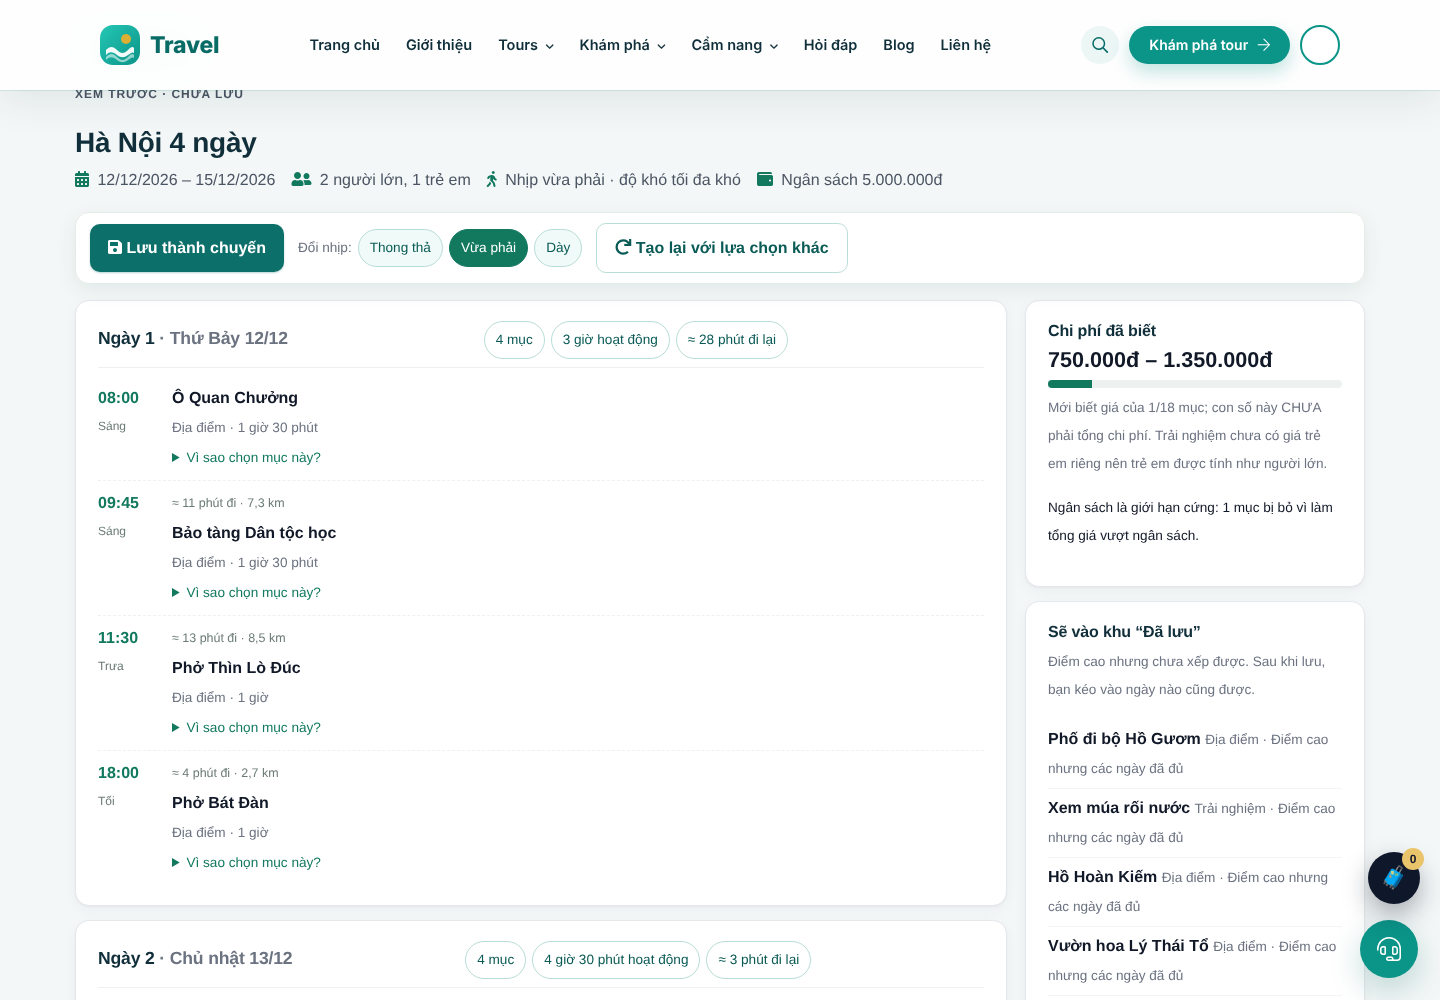 Travel
Trang chủ
Giới thiệu
Tours
Khám phá
Cẩm nang
Hỏi đáp
Blog
Liên hệ
Khám phá tour
XEM TRƯỚC · CHƯA LƯU
Hà Nội 4 ngày
12/12/2026 – 15/12/2026
2 người lớn, 1 trẻ em
Nhịp vừa phải · độ khó tối đa khó
Ngân sách 5.000.000đ
Lưu thành chuyến
Đổi nhịp:
Thong thả
Vừa phải
Dày
Tạo lại với lựa chọn khác
Ngày 1 · Thứ Bảy 12/12
4 mục
3 giờ hoạt động
≈ 28 phút đi lại
08:00
Sáng
Ô Quan Chưởng
Địa điểm · 1 giờ 30 phút
Vì sao chọn mục này?
09:45
Sáng
≈ 11 phút đi · 7,3 km
Bảo tàng Dân tộc học
Địa điểm · 1 giờ 30 phút
Vì sao chọn mục này?
11:30
Trưa
≈ 13 phút đi · 8,5 km
Phở Thìn Lò Đúc
Địa điểm · 1 giờ
Vì sao chọn mục này?
18:00
Tối
≈ 4 phút đi · 2,7 km
Phở Bát Đàn
Địa điểm · 1 giờ
Vì sao chọn mục này?
Ngày 2 · Chủ nhật 13/12
4 mục
4 giờ 30 phút hoạt động
≈ 3 phút đi lại
Chi phí đã biết
750.000đ – 1.350.000đ
Mới biết giá của 1/18 mục; con số này CHƯA
phải tổng chi phí. Trải nghiệm chưa có giá trẻ
em riêng nên trẻ em được tính như người lớn.
Ngân sách là giới hạn cứng: 1 mục bị bỏ vì làm
tổng giá vượt ngân sách.
Sẽ vào khu “Đã lưu”
Điểm cao nhưng chưa xếp được. Sau khi lưu,
bạn kéo vào ngày nào cũng được.
Phố đi bộ Hồ Gươm Địa điểm · Điểm cao
nhưng các ngày đã đủ
Xem múa rối nước Trải nghiệm · Điểm cao
nhưng các ngày đã đủ
Hồ Hoàn Kiếm Địa điểm · Điểm cao nhưng
các ngày đã đủ
Vườn hoa Lý Thái Tổ Địa điểm · Điểm cao
nhưng các ngày đã đủ
0